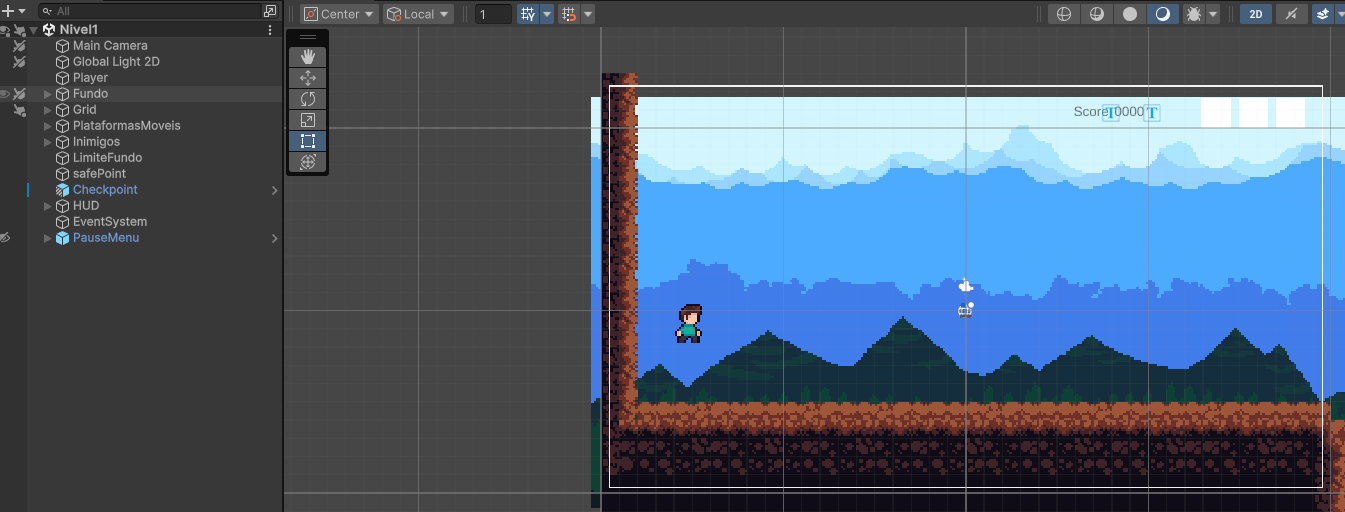 All
Center
Local
1
2D
Nivel1
Main Camera
Global Light 2D
Player
Fundo
Grid
PlataformasMoveis
Inimigos
LimiteFundo
safePoint
Checkpoint
HUD
EventSystem
PauseMenu
Score 0000